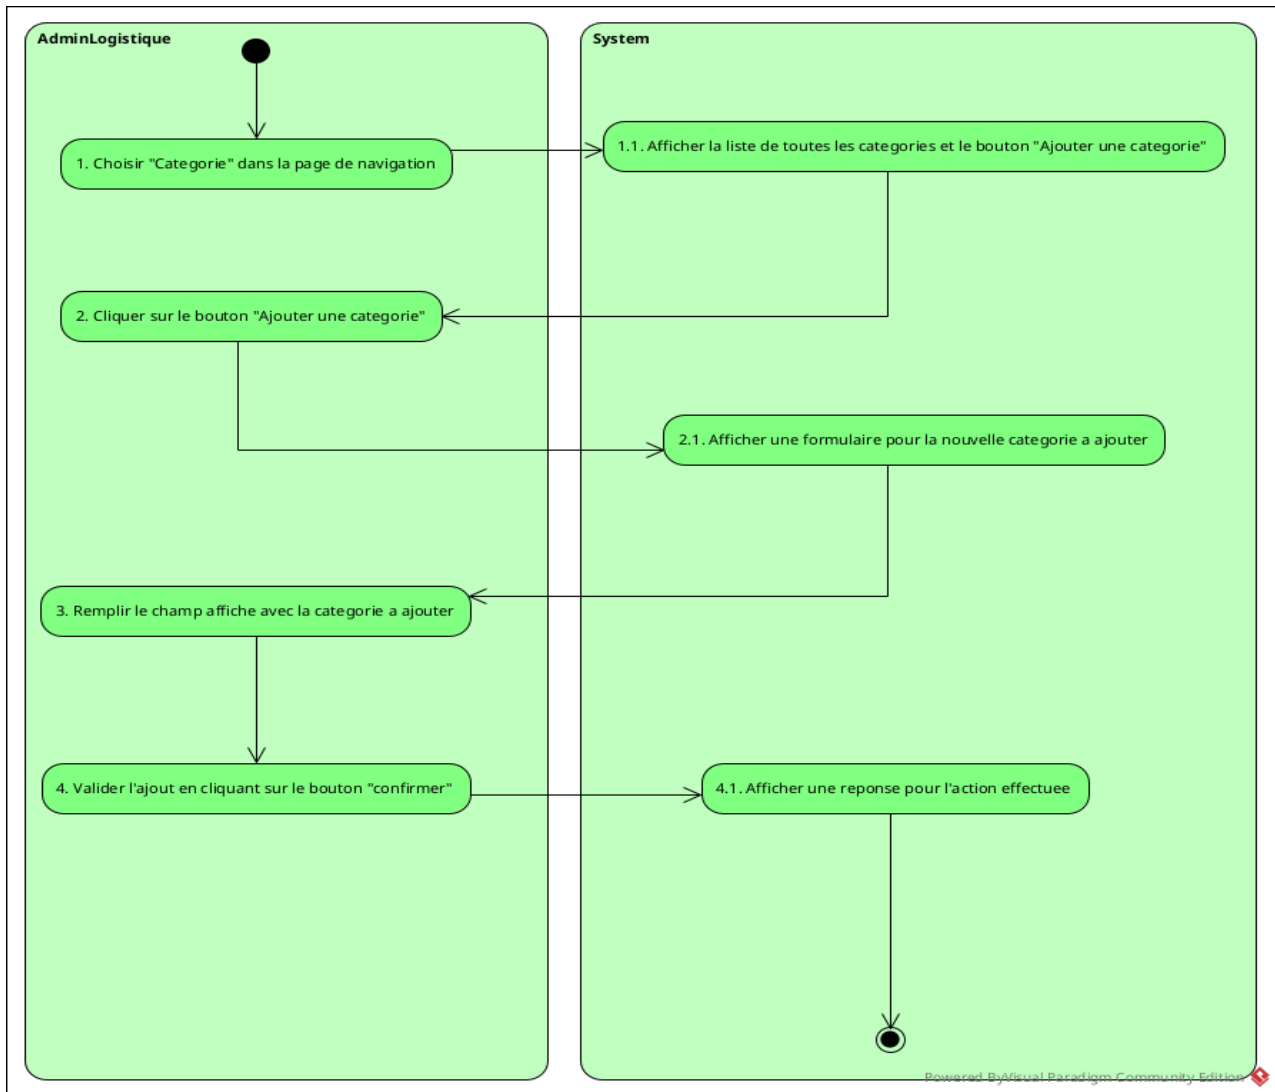 AdminLogistique
System
1. Choisir "Categorie" dans la page de navigation
1.1. Afficher la liste de toutes les categories et le bouton "Ajouter une categorie"
2. Cliquer sur le bouton "Ajouter une categorie"
2.1. Afficher une formulaire pour la nouvelle categorie a ajouter
3. Remplir le champ affiche avec la categorie a ajouter
4. Valider l'ajout en cliquant sur le bouton "confirmer"
4.1. Afficher une reponse pour l'action effectuee
Powered ByVisual Paradigm Community Edition